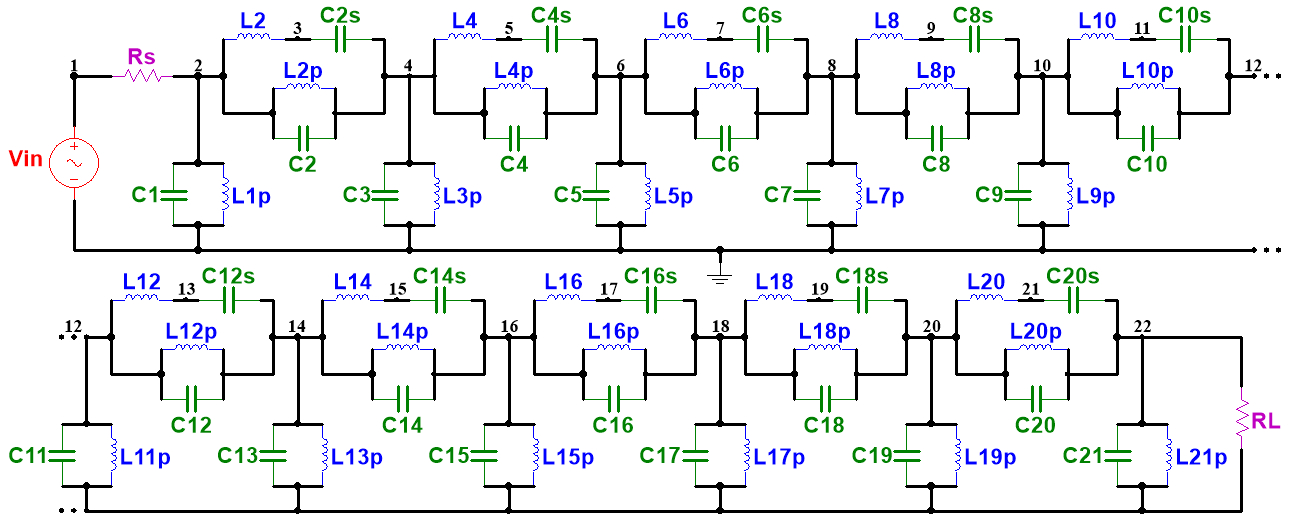 L2 3 C2s L4 5 C4s L6 7 C6s L8 9 C8s L10 11 C10s
1 Rs 2 L2p 4 L4p 6 L6p 8 L8p 10 L10p 12
Vin C2 C4 C6 C8 C10
C1 L1p C3 L3p C5 L5p C7 L7p C9 L9p
L12 13 C12s L14 15 C14s L16 17 C16s L18 19 C18s L20 21 C20s
12 L12p 14 L14p 16 L16p 18 L18p 20 L20p 22
C12 C14 C16 C18 C20 RL
C11 L11p C13 L13p C15 L15p C17 L17p C19 L19p C21 L21p